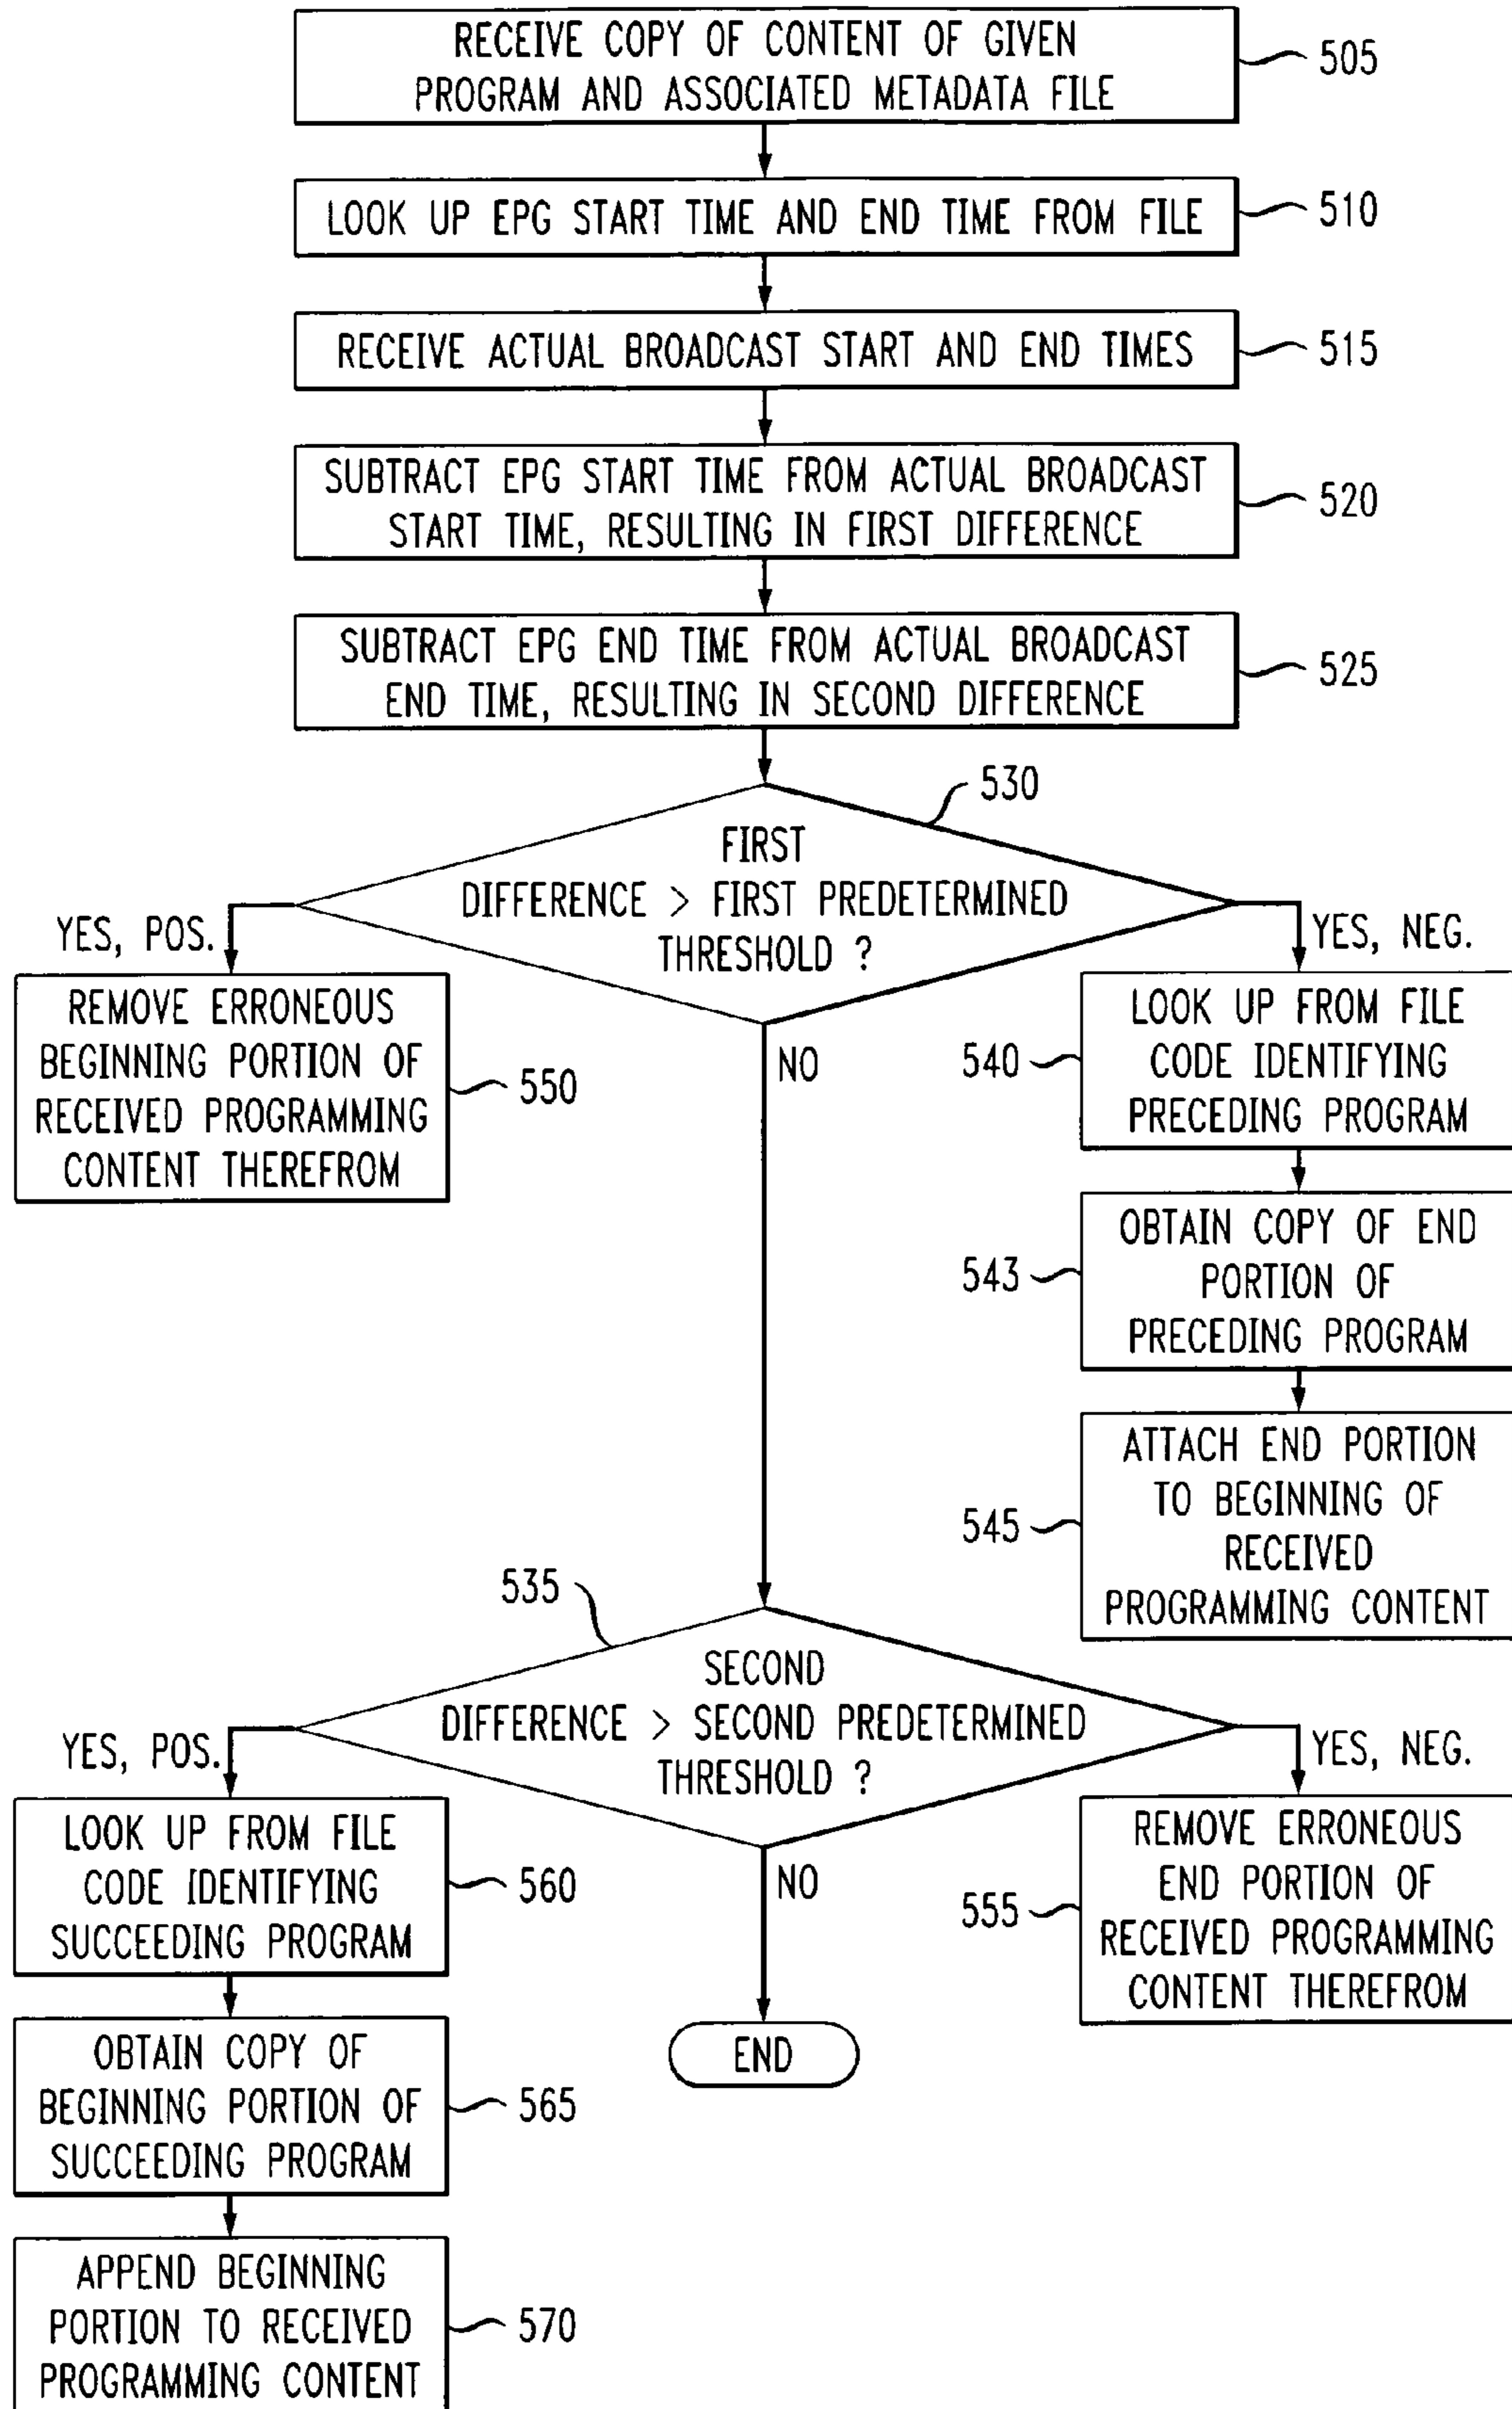 RECEIVE COPY OF CONTENT OF GIVEN
PROGRAM AND ASSOCIATED METADATA FILE
505
LOOK UP EPG START TIME AND END TIME FROM FILE
510
RECEIVE ACTUAL BROADCAST START AND END TIMES
515
SUBTRACT EPG START TIME FROM ACTUAL BROADCAST
START TIME, RESULTING IN FIRST DIFFERENCE
520
SUBTRACT EPG END TIME FROM ACTUAL BROADCAST
END TIME, RESULTING IN SECOND DIFFERENCE
525
530
FIRST
DIFFERENCE > FIRST PREDETERMINED
THRESHOLD ?
YES, POS.
YES, NEG.
NO
REMOVE ERRONEOUS
BEGINNING PORTION OF
RECEIVED PROGRAMMING
CONTENT THEREFROM
550
LOOK UP FROM FILE
CODE IDENTIFYING
PRECEDING PROGRAM
540
OBTAIN COPY OF END
PORTION OF
PRECEDING PROGRAM
543
ATTACH END PORTION
TO BEGINNING OF
RECEIVED
PROGRAMMING CONTENT
545
535
SECOND
DIFFERENCE > SECOND PREDETERMINED
THRESHOLD ?
YES, POS.
YES, NEG.
NO
LOOK UP FROM FILE
CODE IDENTIFYING
SUCCEEDING PROGRAM
560
REMOVE ERRONEOUS
END PORTION OF
RECEIVED PROGRAMMING
CONTENT THEREFROM
555
OBTAIN COPY OF
BEGINNING PORTION OF
SUCCEEDING PROGRAM
565
END
APPEND BEGINNING
PORTION TO RECEIVED
PROGRAMMING CONTENT
570